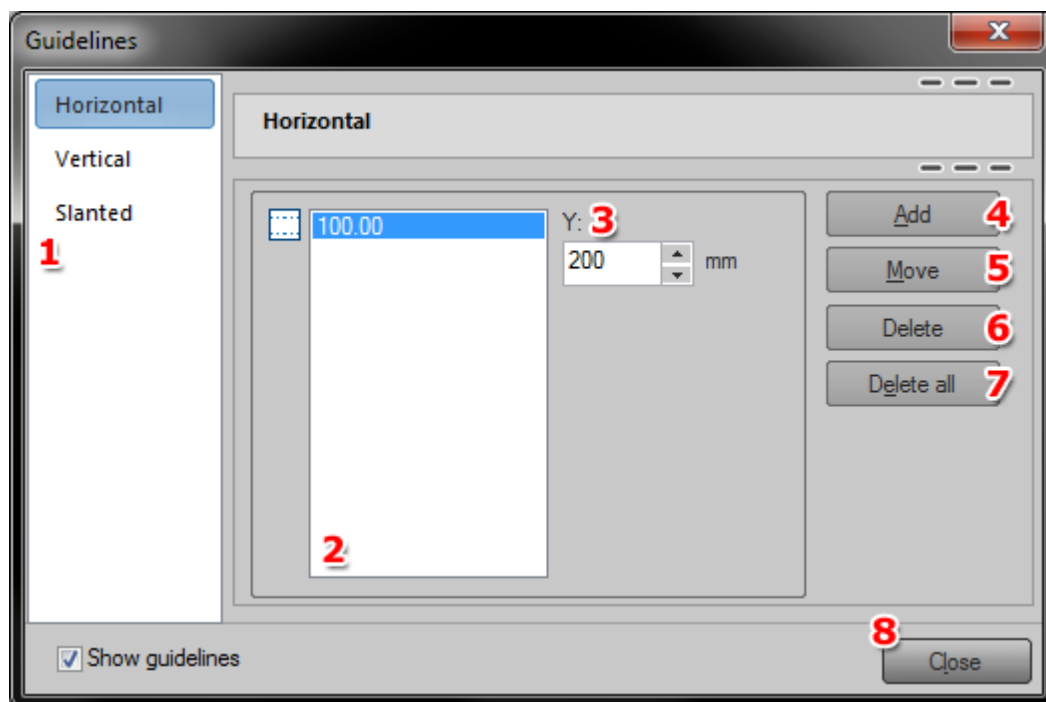 Guidelines
Horizontal
Vertical
Slanted
1
Horizontal
100.00
2
Y: 3
200 mm
Add 4
Move 5
Delete 6
Delete all 7
Show guidelines
8
Close